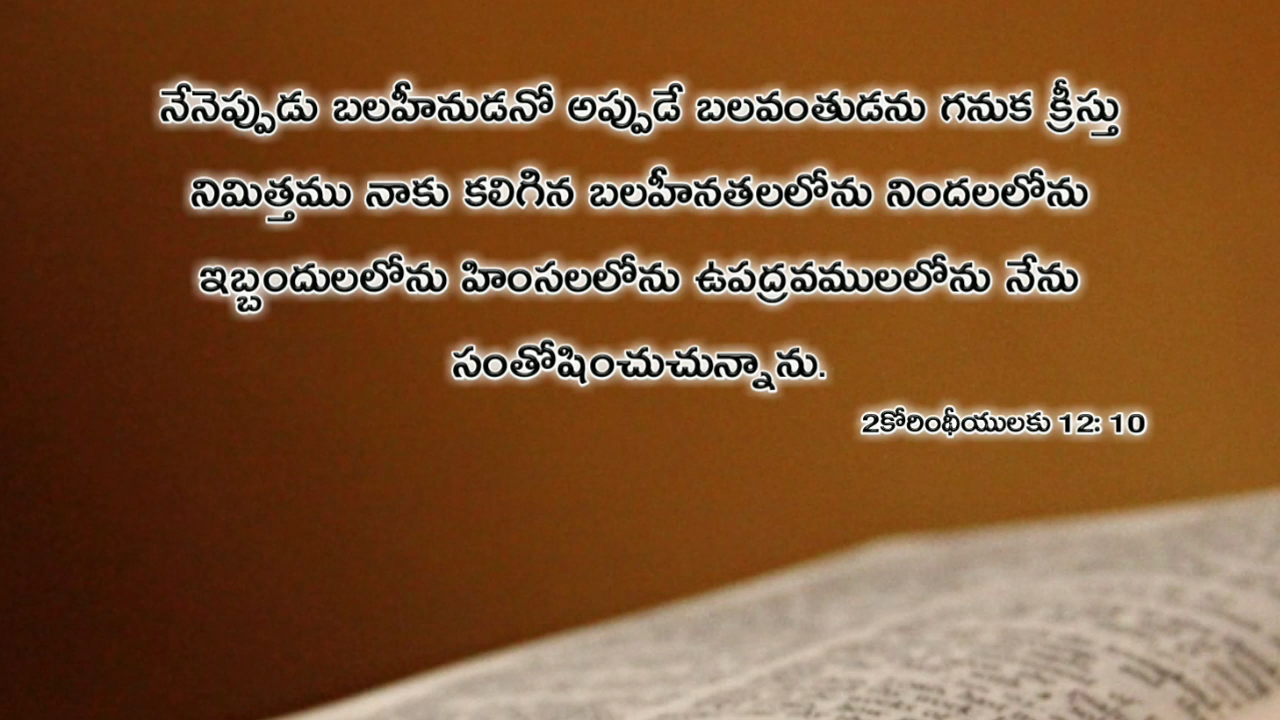 నేనెప్పుడు బలహీనుడనో అప్పుడే బలవంతుడను గనుక క్రీస్తు
నిమిత్తము నాకు కలిగిన బలహీనతలలోను నిందలలోను
ఇబ్బందులలోను హింసలలోను ఉపద్రవములలోను నేను
సంతోషించుచున్నాను.
2కోరింథీయులకు 12: 10